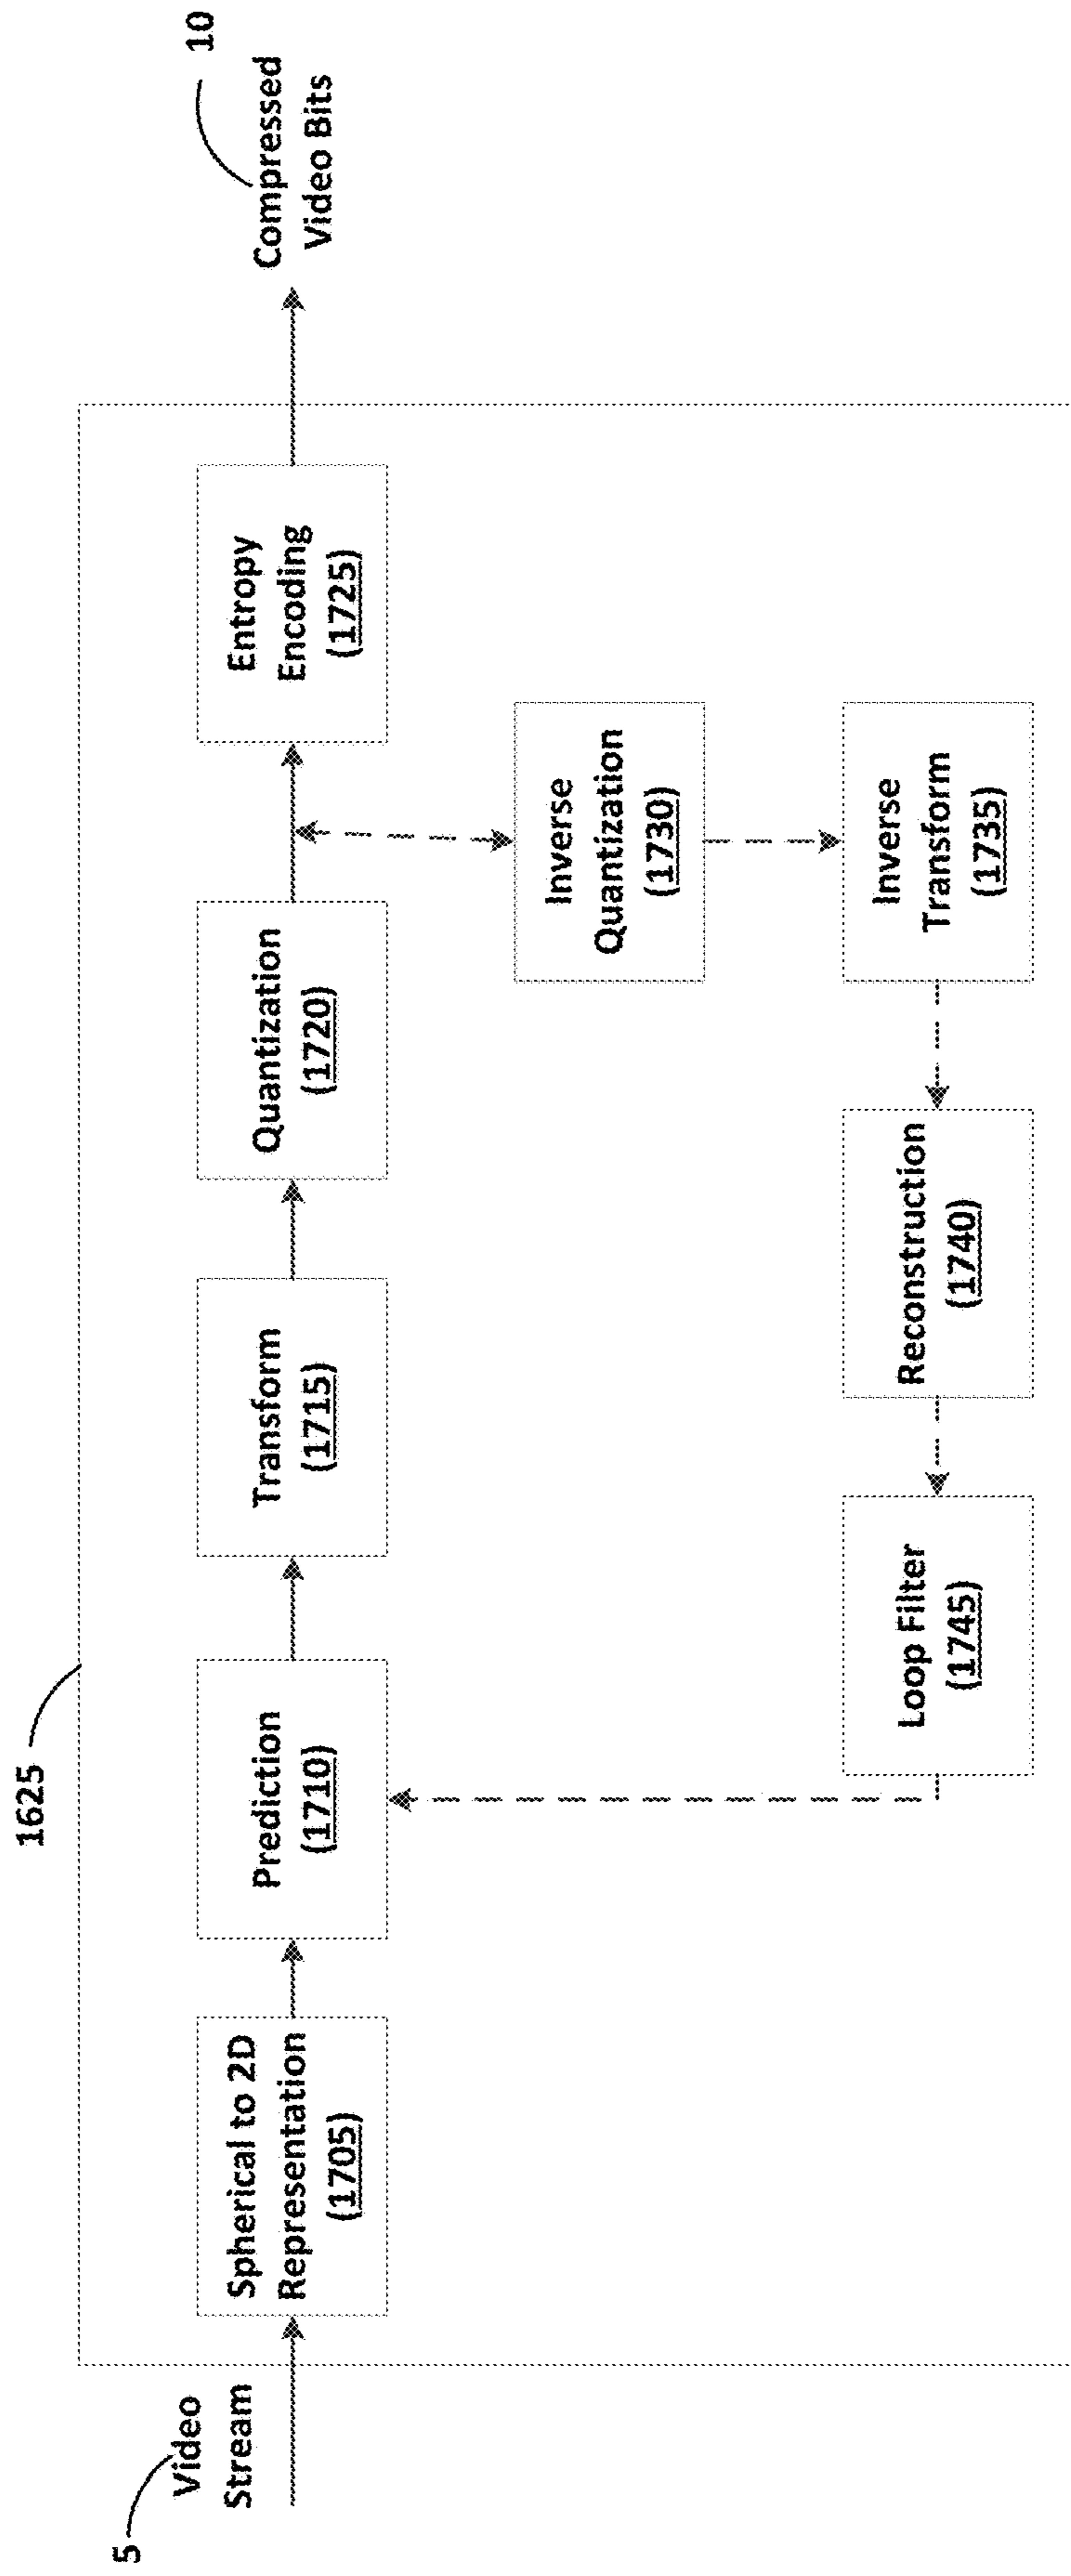 1625
5
Video
Stream
Spherical to 2D
Representation
(1705)
Prediction
(1710)
Transform
(1715)
Quantization
(1720)
Entropy
Encoding
(1725)
10
Compressed
Video Bits
Loop Filter
(1745)
Reconstruction
(1740)
Inverse
Quantization
(1730)
Inverse
Transform
(1735)